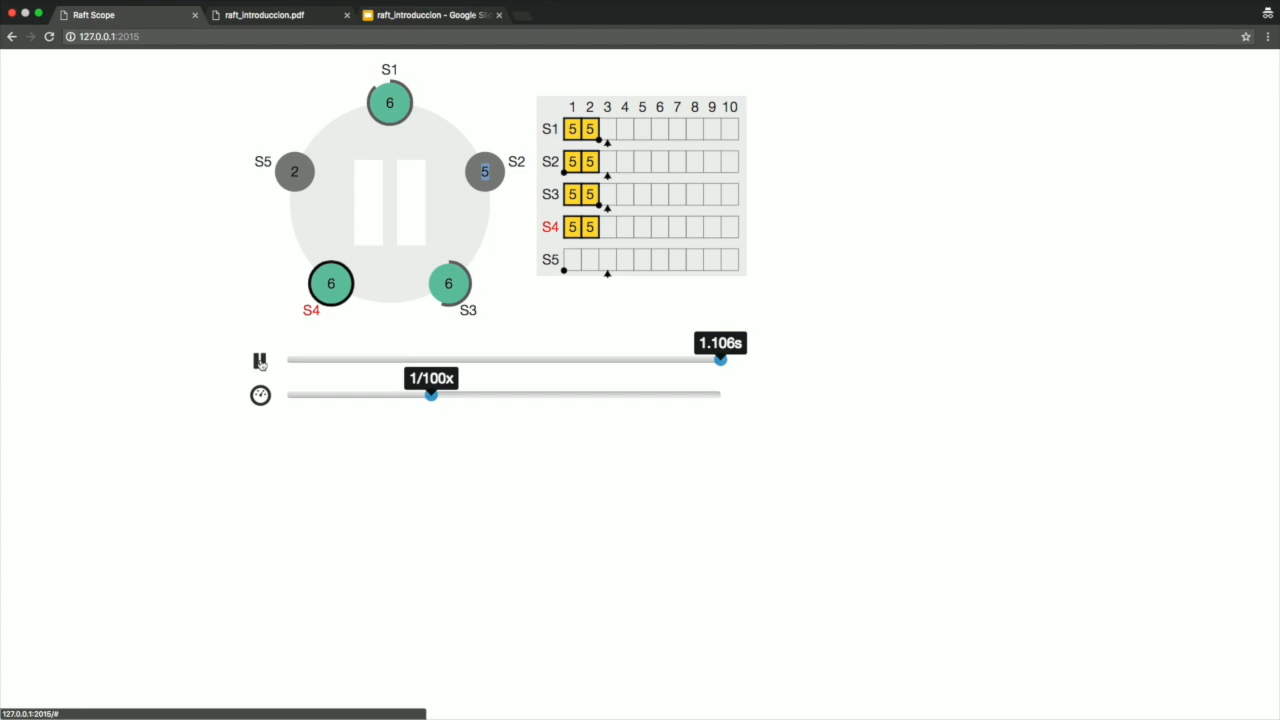 Raft Scope
raft_introduccion.pdf
raft_introduccion - Google Sli
127.0.0.1:2015
S1
6
S5
2
5
S2
6
S4
6
S3
1 2 3 4 5 6 7 8 9 10
S1 5 5
S2 5 5
S3 5 5
S4 5 5
S5
1.106s
1/100x
127.0.0.1:2015/#